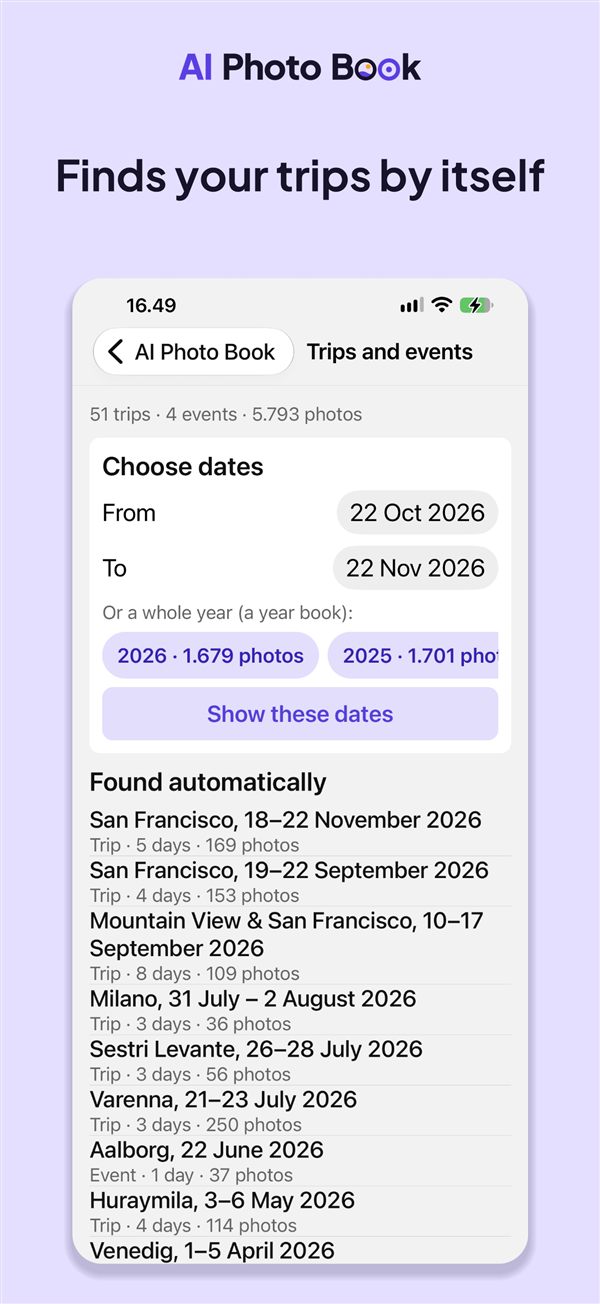 AI Photo Book
Finds your trips by itself
16.49
AI Photo Book
Trips and events
51 trips · 4 events · 5.793 photos
Choose dates
From
22 Oct 2026
To
22 Nov 2026
Or a whole year (a year book):
2026 · 1.679 photos
2025 · 1.701 phot
Show these dates
Found automatically
San Francisco, 18–22 November 2026
Trip · 5 days · 169 photos
San Francisco, 19–22 September 2026
Trip · 4 days · 153 photos
Mountain View & San Francisco, 10–17
September 2026
Trip · 8 days · 109 photos
Milano, 31 July – 2 August 2026
Trip · 3 days · 36 photos
Sestri Levante, 26–28 July 2026
Trip · 3 days · 56 photos
Varenna, 21–23 July 2026
Trip · 3 days · 250 photos
Aalborg, 22 June 2026
Event · 1 day · 37 photos
Huraymila, 3–6 May 2026
Trip · 4 days · 114 photos
Venedig, 1–5 April 2026